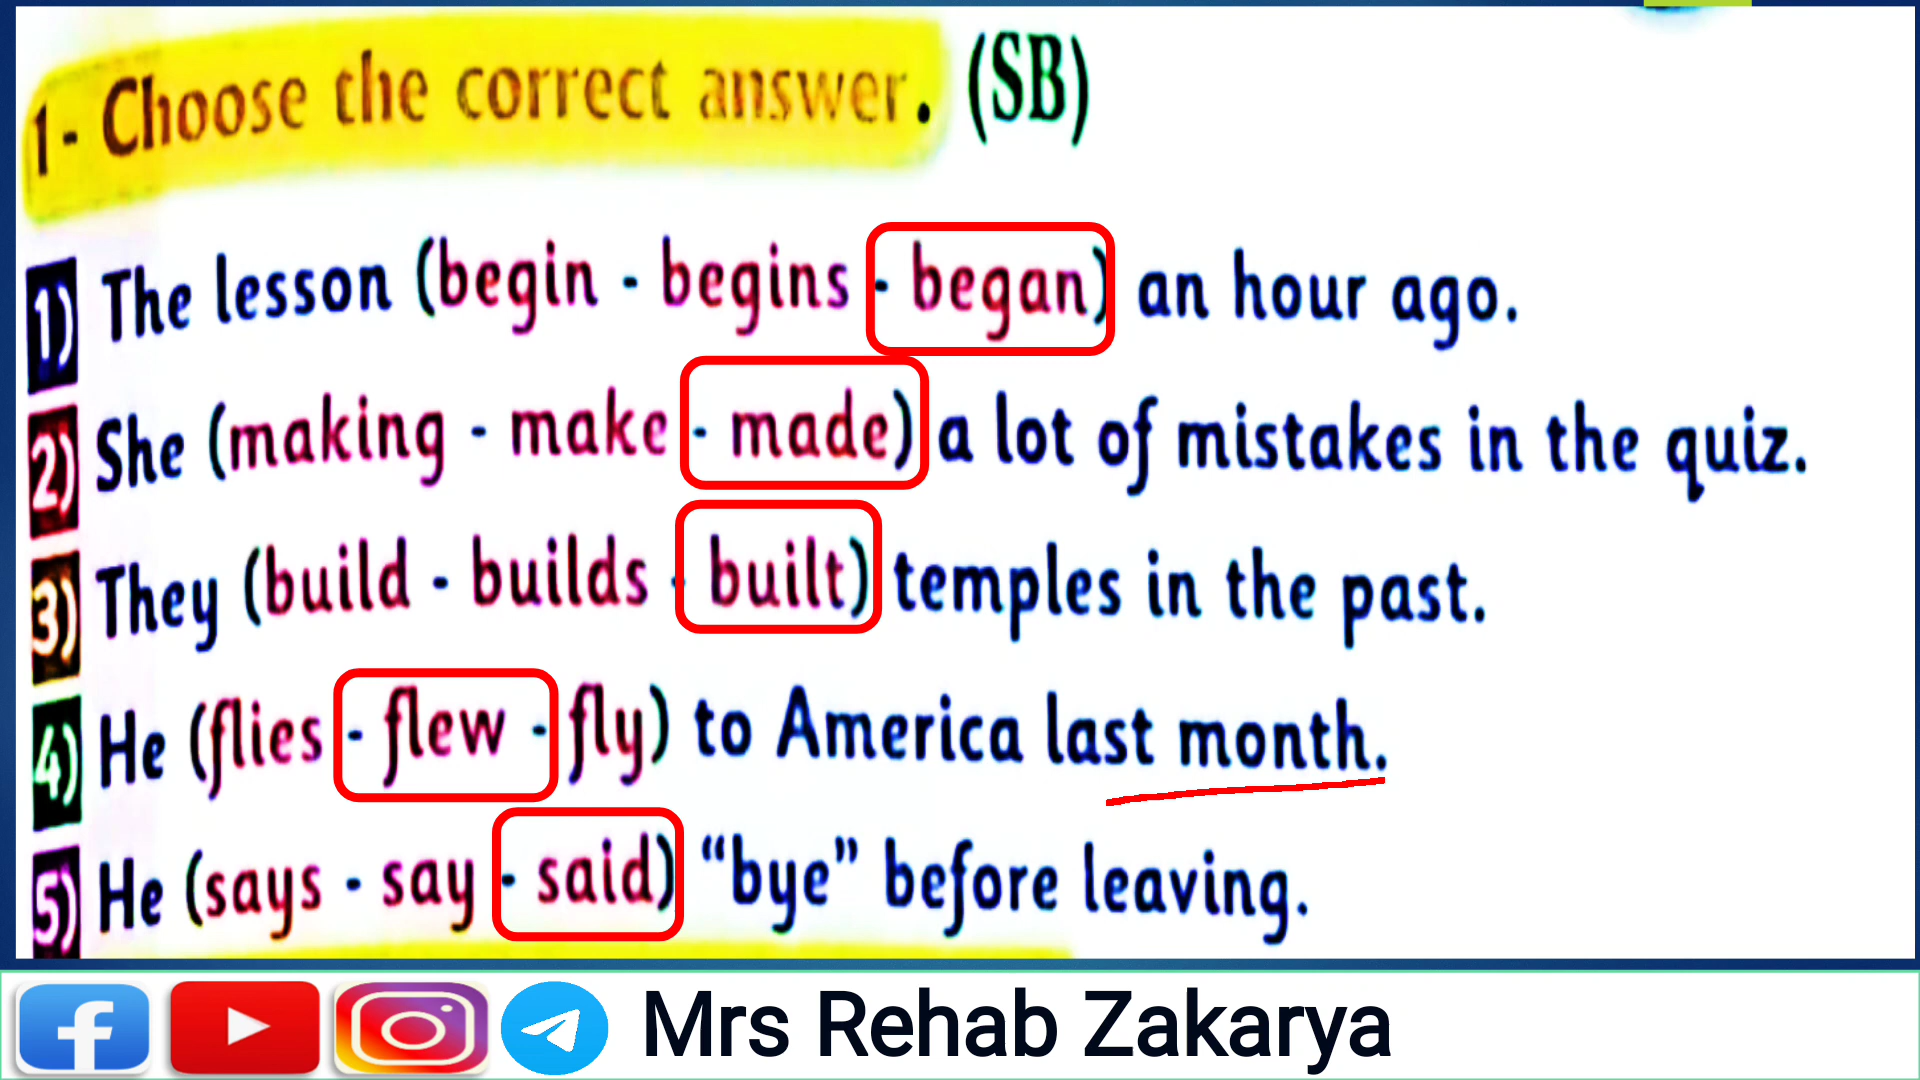 1- Choose the correct answer. (SB)
1) The lesson (begin - begins - began) an hour ago.
2) She (making - make - made) a lot of mistakes in the quiz.
3) They (build - builds - built) temples in the past.
4) He (flies - flew - fly) to America last month.
5) He (says - say - said) “bye” before leaving.
Mrs Rehab Zakarya